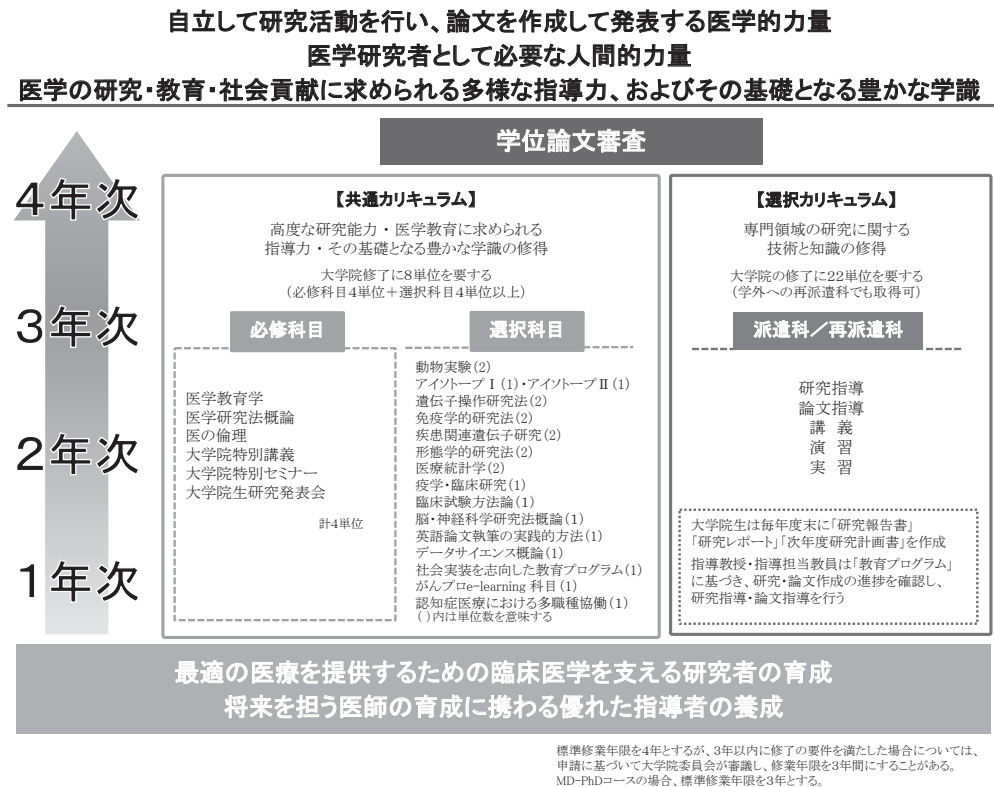 自立して研究活動を行い、論文を作成して発表する医学的力量
医学研究者として必要な人間的力量
医学の研究・教育・社会貢献に求められる多様な指導力、およびその基礎となる豊かな学識
学位論文審査
4年次
3年次
2年次
1年次
【共通カリキュラム】
高度な研究能力・医学教育に求められる
指導力・その基礎となる豊かな学識の修得
大学院修了に8単位を要する
（必修科目4単位＋選択科目4単位以上）
必修科目
医学教育学
医学研究法概論
医の倫理
大学院特別講義
大学院特別セミナー
大学院生研究発表会
計4単位
選択科目
動物実験（2）
アイソトープⅠ（1）・アイソトープⅡ（1）
遺伝子操作研究法（2）
免疫学的研究法（2）
疾患関連遺伝子研究（2）
形態学的研究法（2）
医療統計学（2）
疫学・臨床研究（1）
臨床試験方法論（1）
脳・神経科学研究法概論（1）
英語論文執筆の実践的方法（1）
データサイエンス概論（1）
社会実装を志向した教育プログラム（1）
がんプロe-learning 科目（1）
認知症医療における多職種協働（1）
（ ）内は単位数を意味する
【選択カリキュラム】
専門領域の研究に関する
技術と知識の修得
大学院の修了に22単位を要する
（学外への再派遣科でも取得可）
派遣科／再派遣科
研究指導
論文指導
講　義
演　習
実　習
大学院生は毎年度末に「研究報告書」
「研究レポート」「次年度研究計画書」を作成
指導教授・指導担当教員は「教育プログラム」
に基づき、研究・論文作成の進捗を確認し、
研究指導・論文指導を行う
最適の医療を提供するための臨床医学を支える研究者の育成
将来を担う医師の育成に携わる優れた指導者の養成
標準修業年限を4年とするが、3年以内に修了の要件を満たした場合については、
申請に基づいて大学院委員会が審議し、修業年限を3年間にすることがある。
MD-PhDコースの場合、標準修業年限を3年とする。